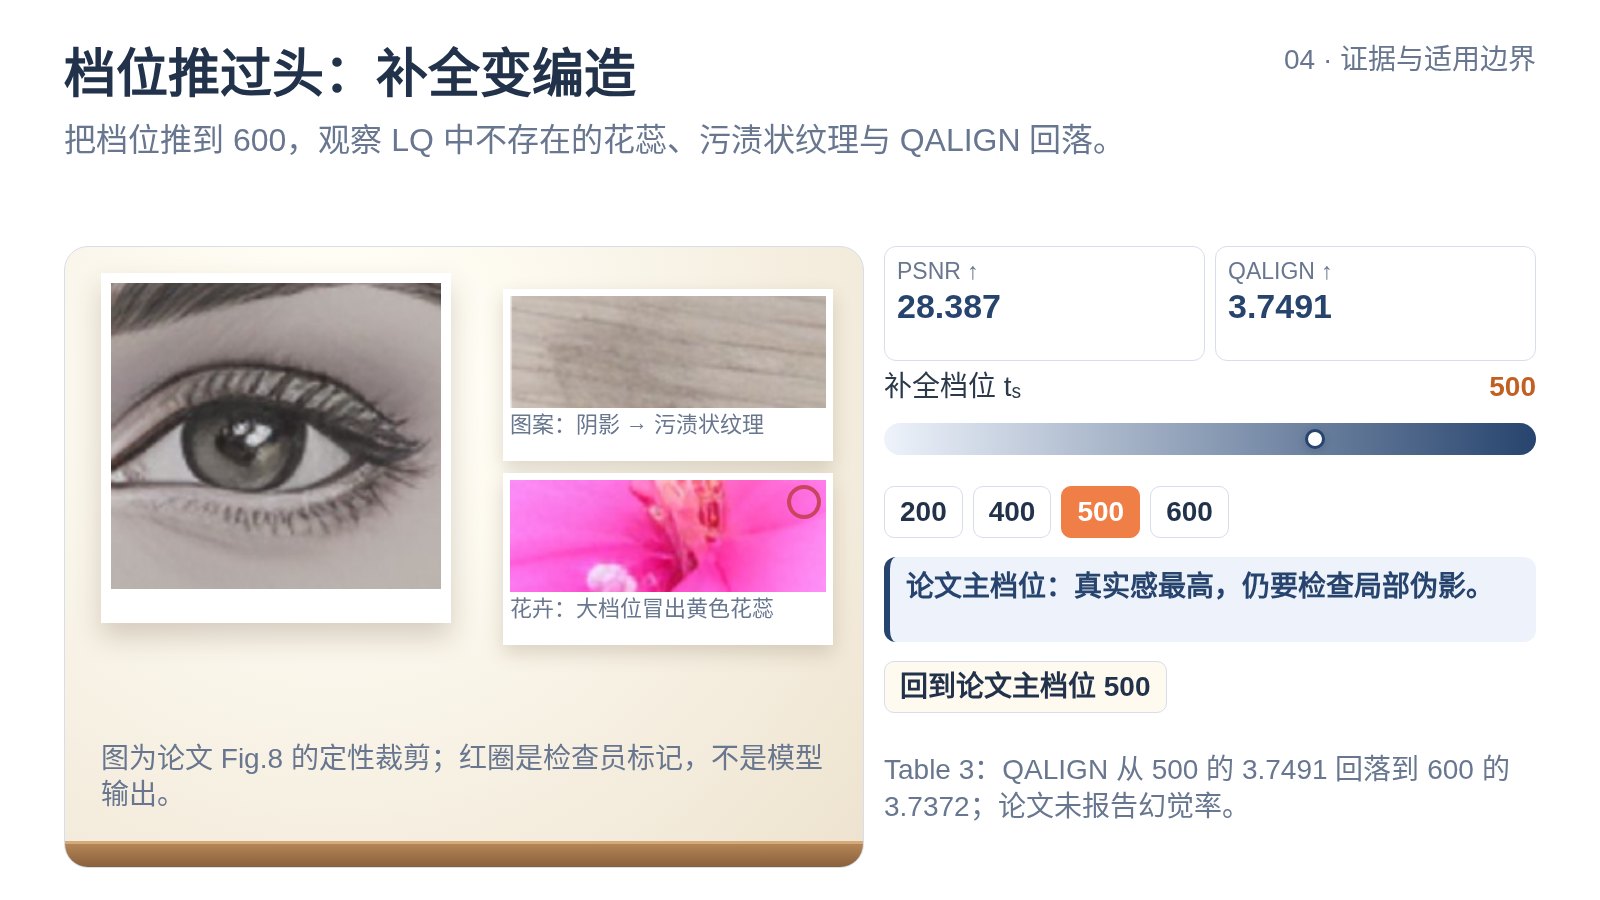 档位推过头：补全变编造
04 · 证据与适用边界
把档位推到 600，观察 LQ 中不存在的花蕊、污渍状纹理与 QALIGN 回落。
图案：阴影 → 污渍状纹理
花卉：大档位冒出黄色花蕊
图为论文 Fig.8 的定性裁剪；红圈是检查员标记，不是模型
输出。
PSNR ↑
28.387
QALIGN ↑
3.7491
补全档位 ts
500
200
400
500
600
论文主档位：真实感最高，仍要检查局部伪影。
回到论文主档位 500
Table 3：QALIGN 从 500 的 3.7491 回落到 600 的
3.7372；论文未报告幻觉率。